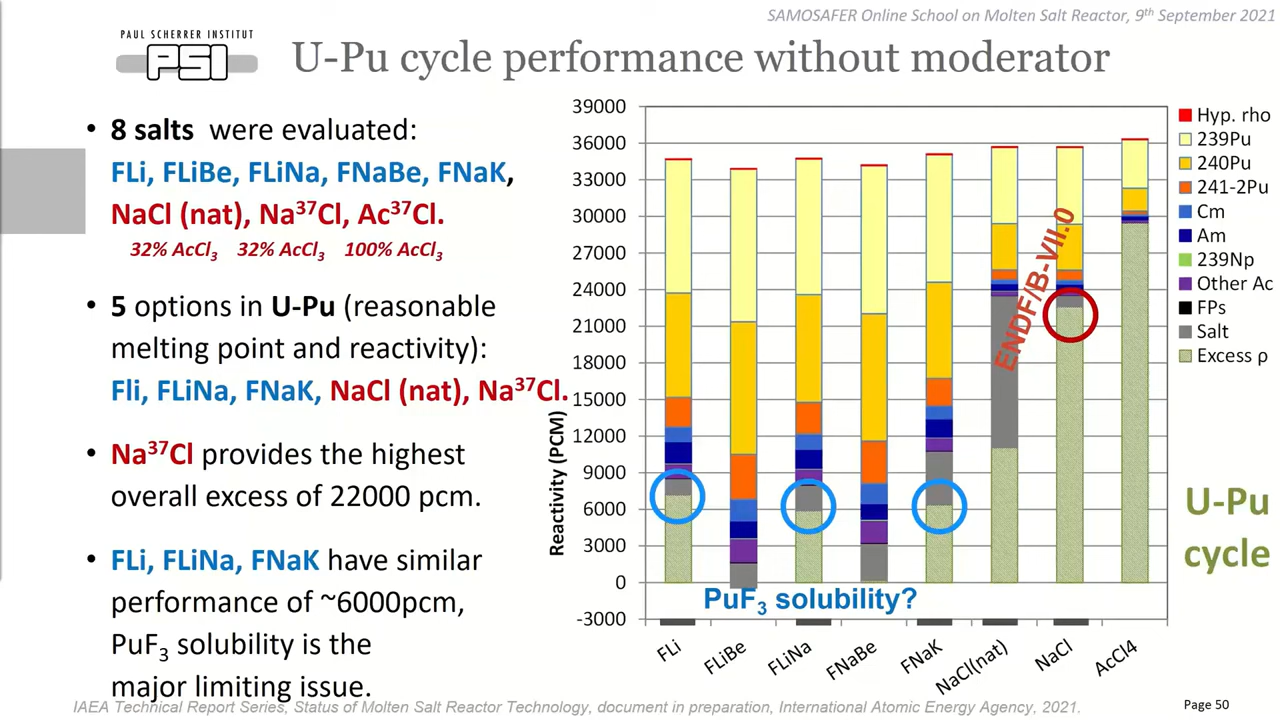 SAMOSAFER Online School on Molten Salt Reactor, 9th September 2021
PAUL SCHERRER INSTITUT
PSI
U-Pu cycle performance without moderator
• 8 salts were evaluated:
FLi, FLiBe, FLiNa, FNaBe, FNaK,
NaCl (nat), Na³⁷Cl, Ac³⁷Cl.
32% AcCl₃ 32% AcCl₃ 100% AcCl₃
• 5 options in U-Pu (reasonable
melting point and reactivity):
Fli, FLiNa, FNaK, NaCl (nat), Na³⁷Cl.
• Na³⁷Cl provides the highest
overall excess of 22000 pcm.
• FLi, FLiNa, FNaK have similar
performance of ~6000pcm,
PuF₃ solubility is the
major limiting issue.
Reactivity (PCM)
39000
36000
33000
30000
27000
24000
21000
18000
15000
12000
9000
6000
3000
0
-3000
ENDF/B-VII.0
PuF₃ solubility?
FLi
FLiBe
FLiNa
FNaBe
FNaK
NaCl(nat)
NaCl
AcCl4
Hyp. rho
239Pu
240Pu
241-2Pu
Cm
Am
239Np
Other Ac
FPs
Salt
Excess ρ
U-Pu
cycle
IAEA Technical Report Series, Status of Molten Salt Reactor Technology, document in preparation, International Atomic Energy Agency, 2021.
Page 50